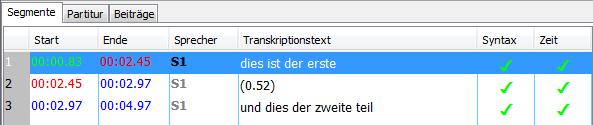 Segmente Partitur Beiträge
Start Ende Sprecher Transkriptionstext Syntax Zeit
1 00:00.83 00:02.45 S1 dies ist der erste
2 00:02.45 00:02.97 S1 (0.52)
3 00:02.97 00:04.97 S1 und dies der zweite teil